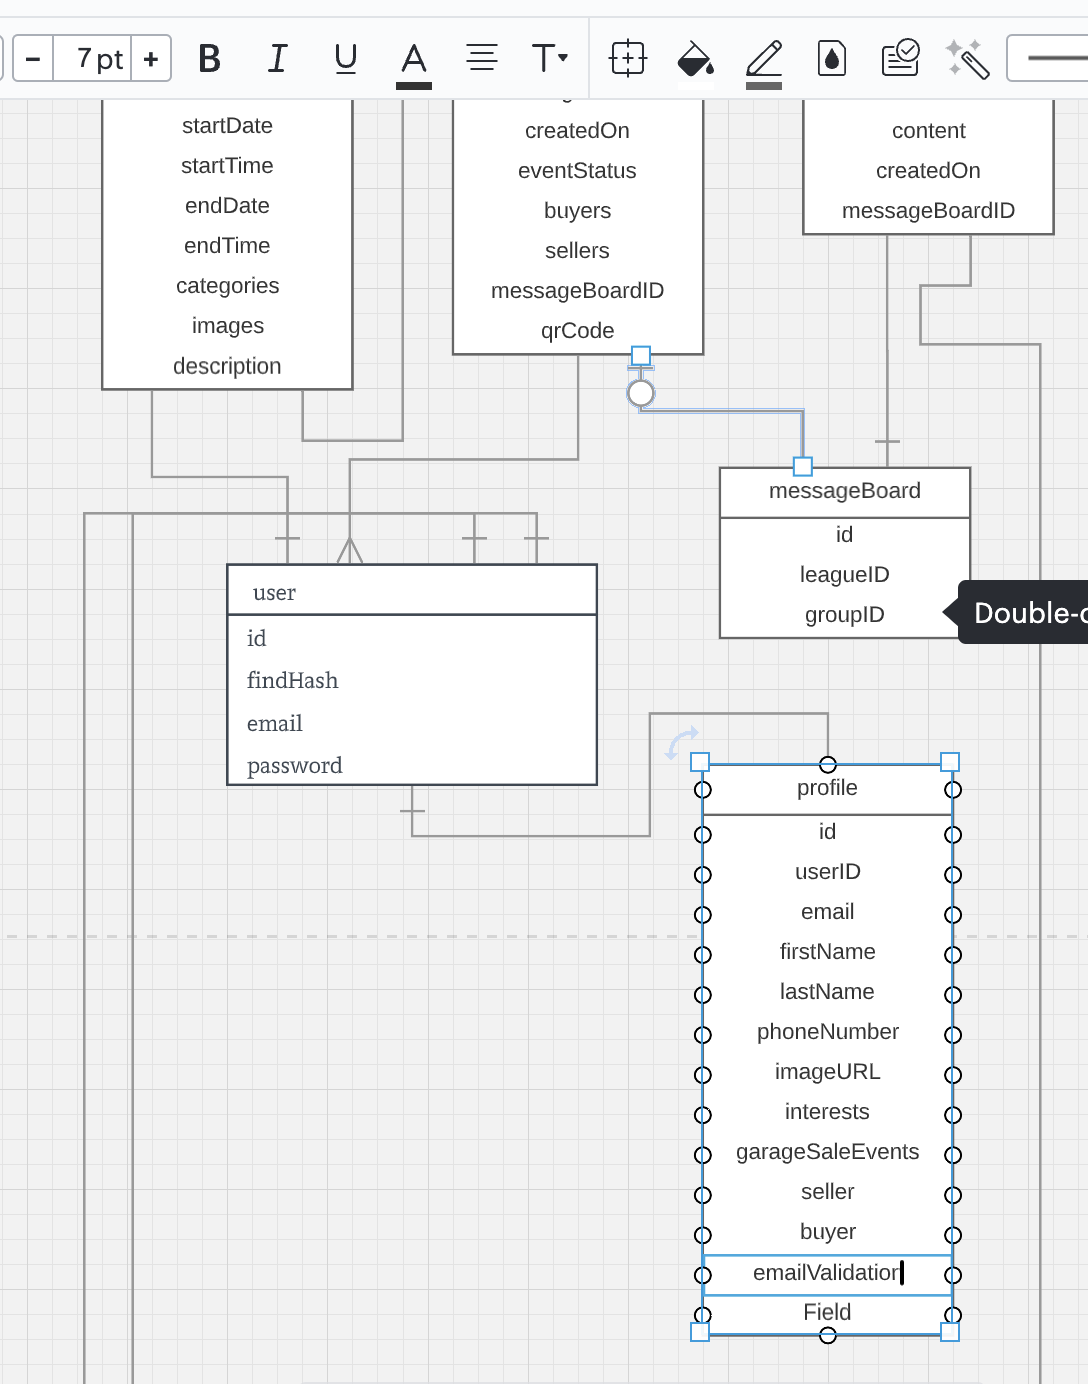 − 7 pt +
B I U A T
startDate
startTime
endDate
endTime
categories
images
description
createdOn
eventStatus
buyers
sellers
messageBoardID
qrCode
content
createdOn
messageBoardID
messageBoard
id
leagueID
groupID
Double-
user
id
findHash
email
password
profile
id
userID
email
firstName
lastName
phoneNumber
imageURL
interests
garageSaleEvents
seller
buyer
emailValidation
Field